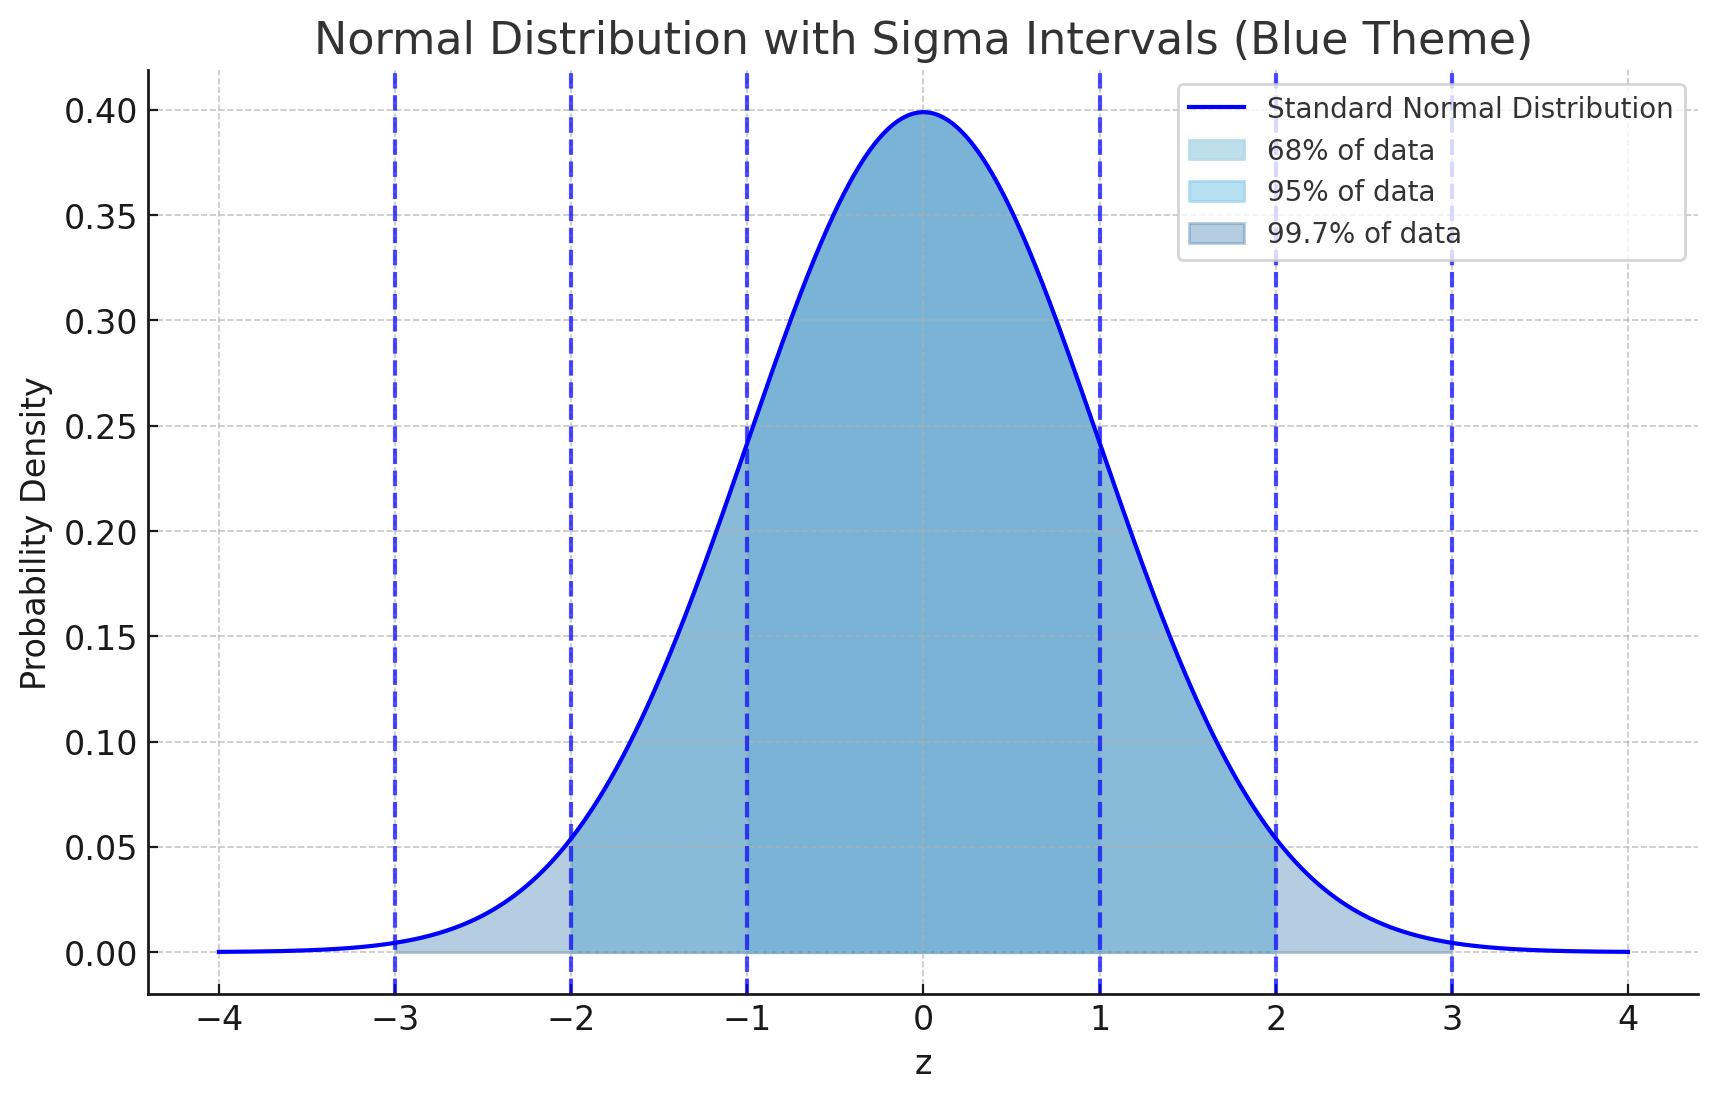 Normal Distribution with Sigma Intervals (Blue Theme)
Standard Normal Distribution
68% of data
95% of data
99.7% of data
Probability Density
0.40
0.35
0.30
0.25
0.20
0.15
0.10
0.05
0.00
−4 −3 −2 −1 0 1 2 3 4
z